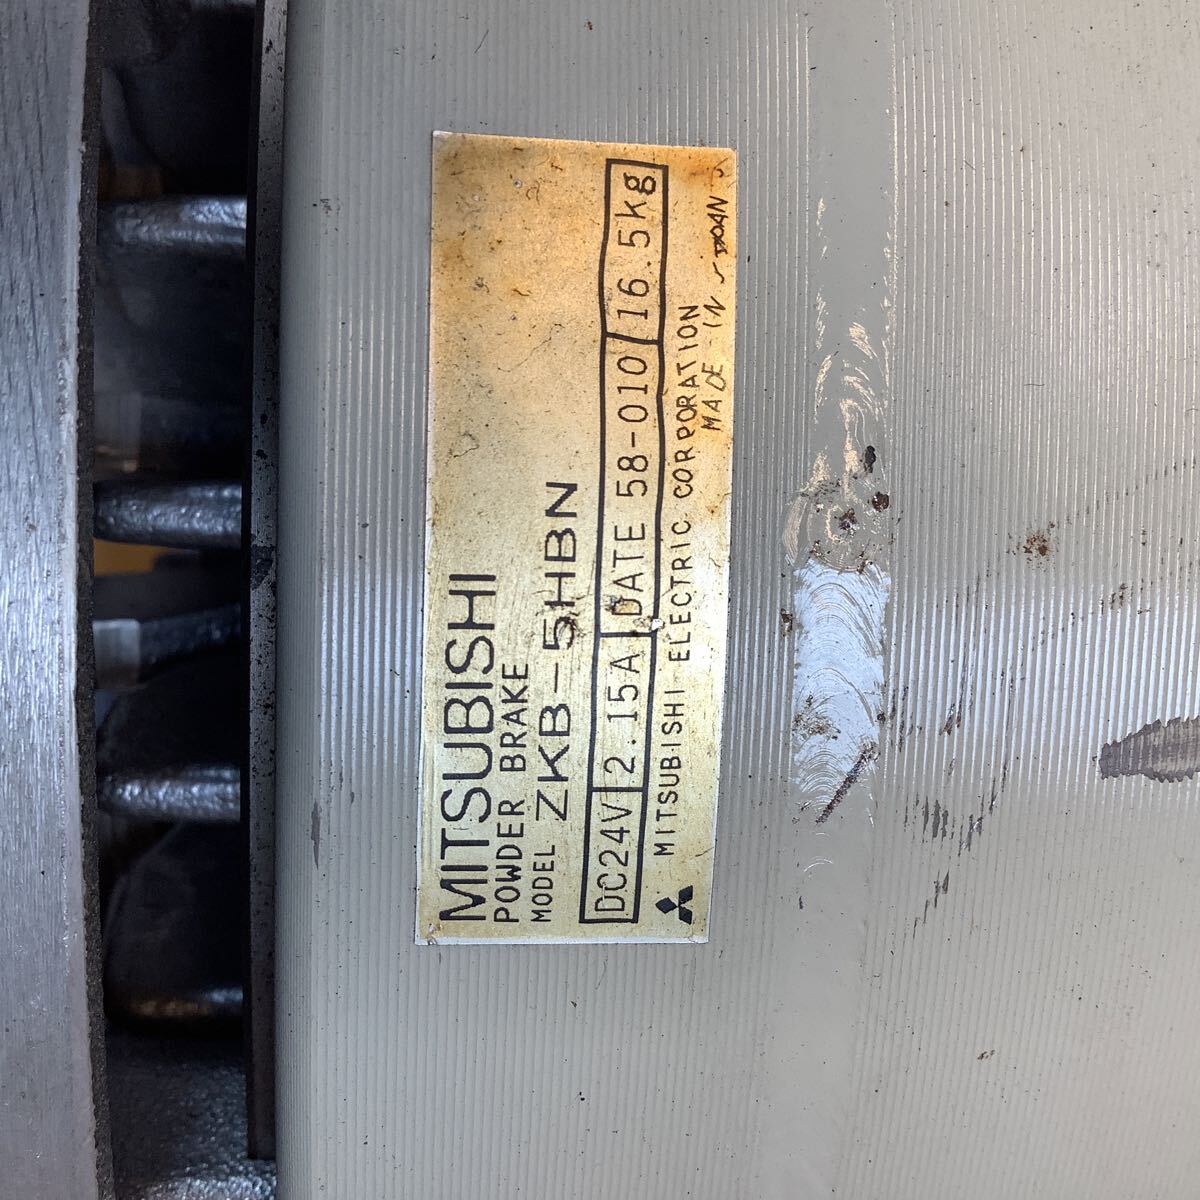 MITSUBISHI
POWDER BRAKE
MODEL ZKB-5HBN
DC24V 2.15A DATE 58-010 16.5kg
MITSUBISHI ELECTRIC CORPORATION
MADE IN